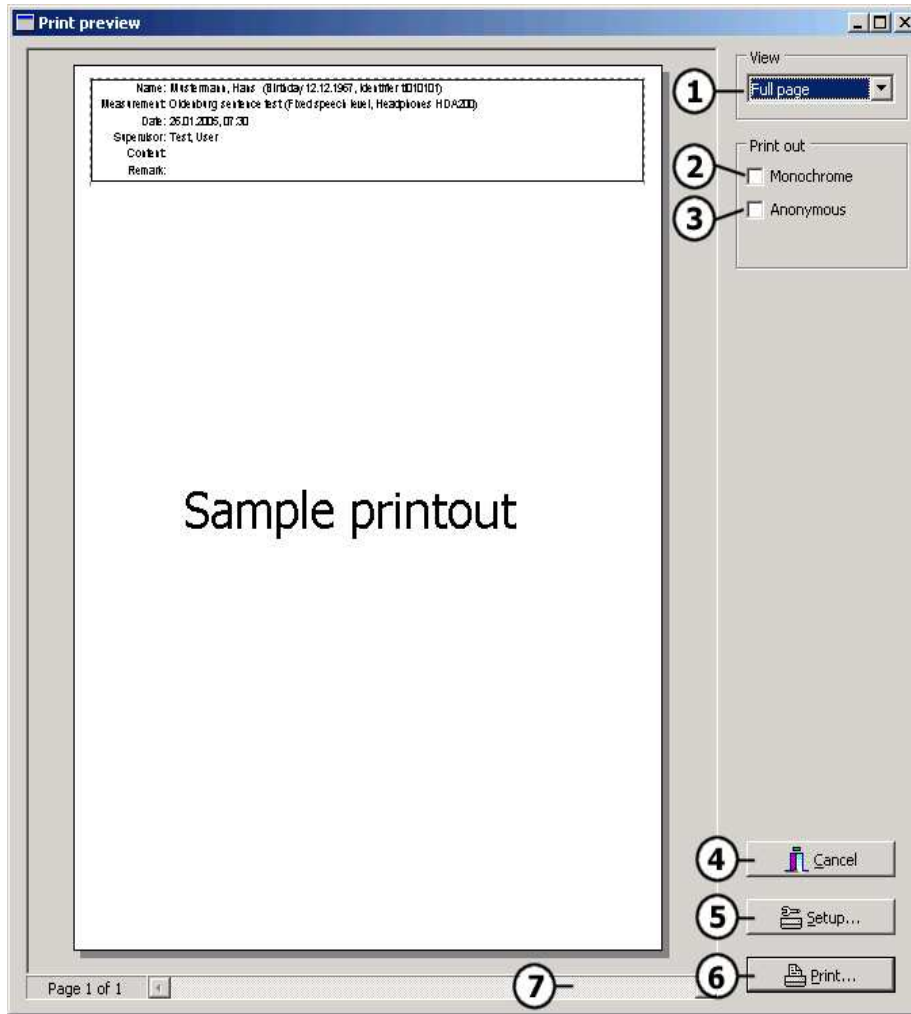 Print preview
View
1
Full page
Name: Mustermann, Hans (Birthday 12.12.1967, Identifier t1010101)
Measurement: Oldenburg sentence test (Fixed speech level, Headphones HDA200)
Date: 26.01.2005, 07:30
Supervisor: Test, User
Content:
Remark:
Print out
2
Monochrome
3
Anonymous
Sample printout
4
Cancel
5
Setup...
6
Print...
Page 1 of 1
7